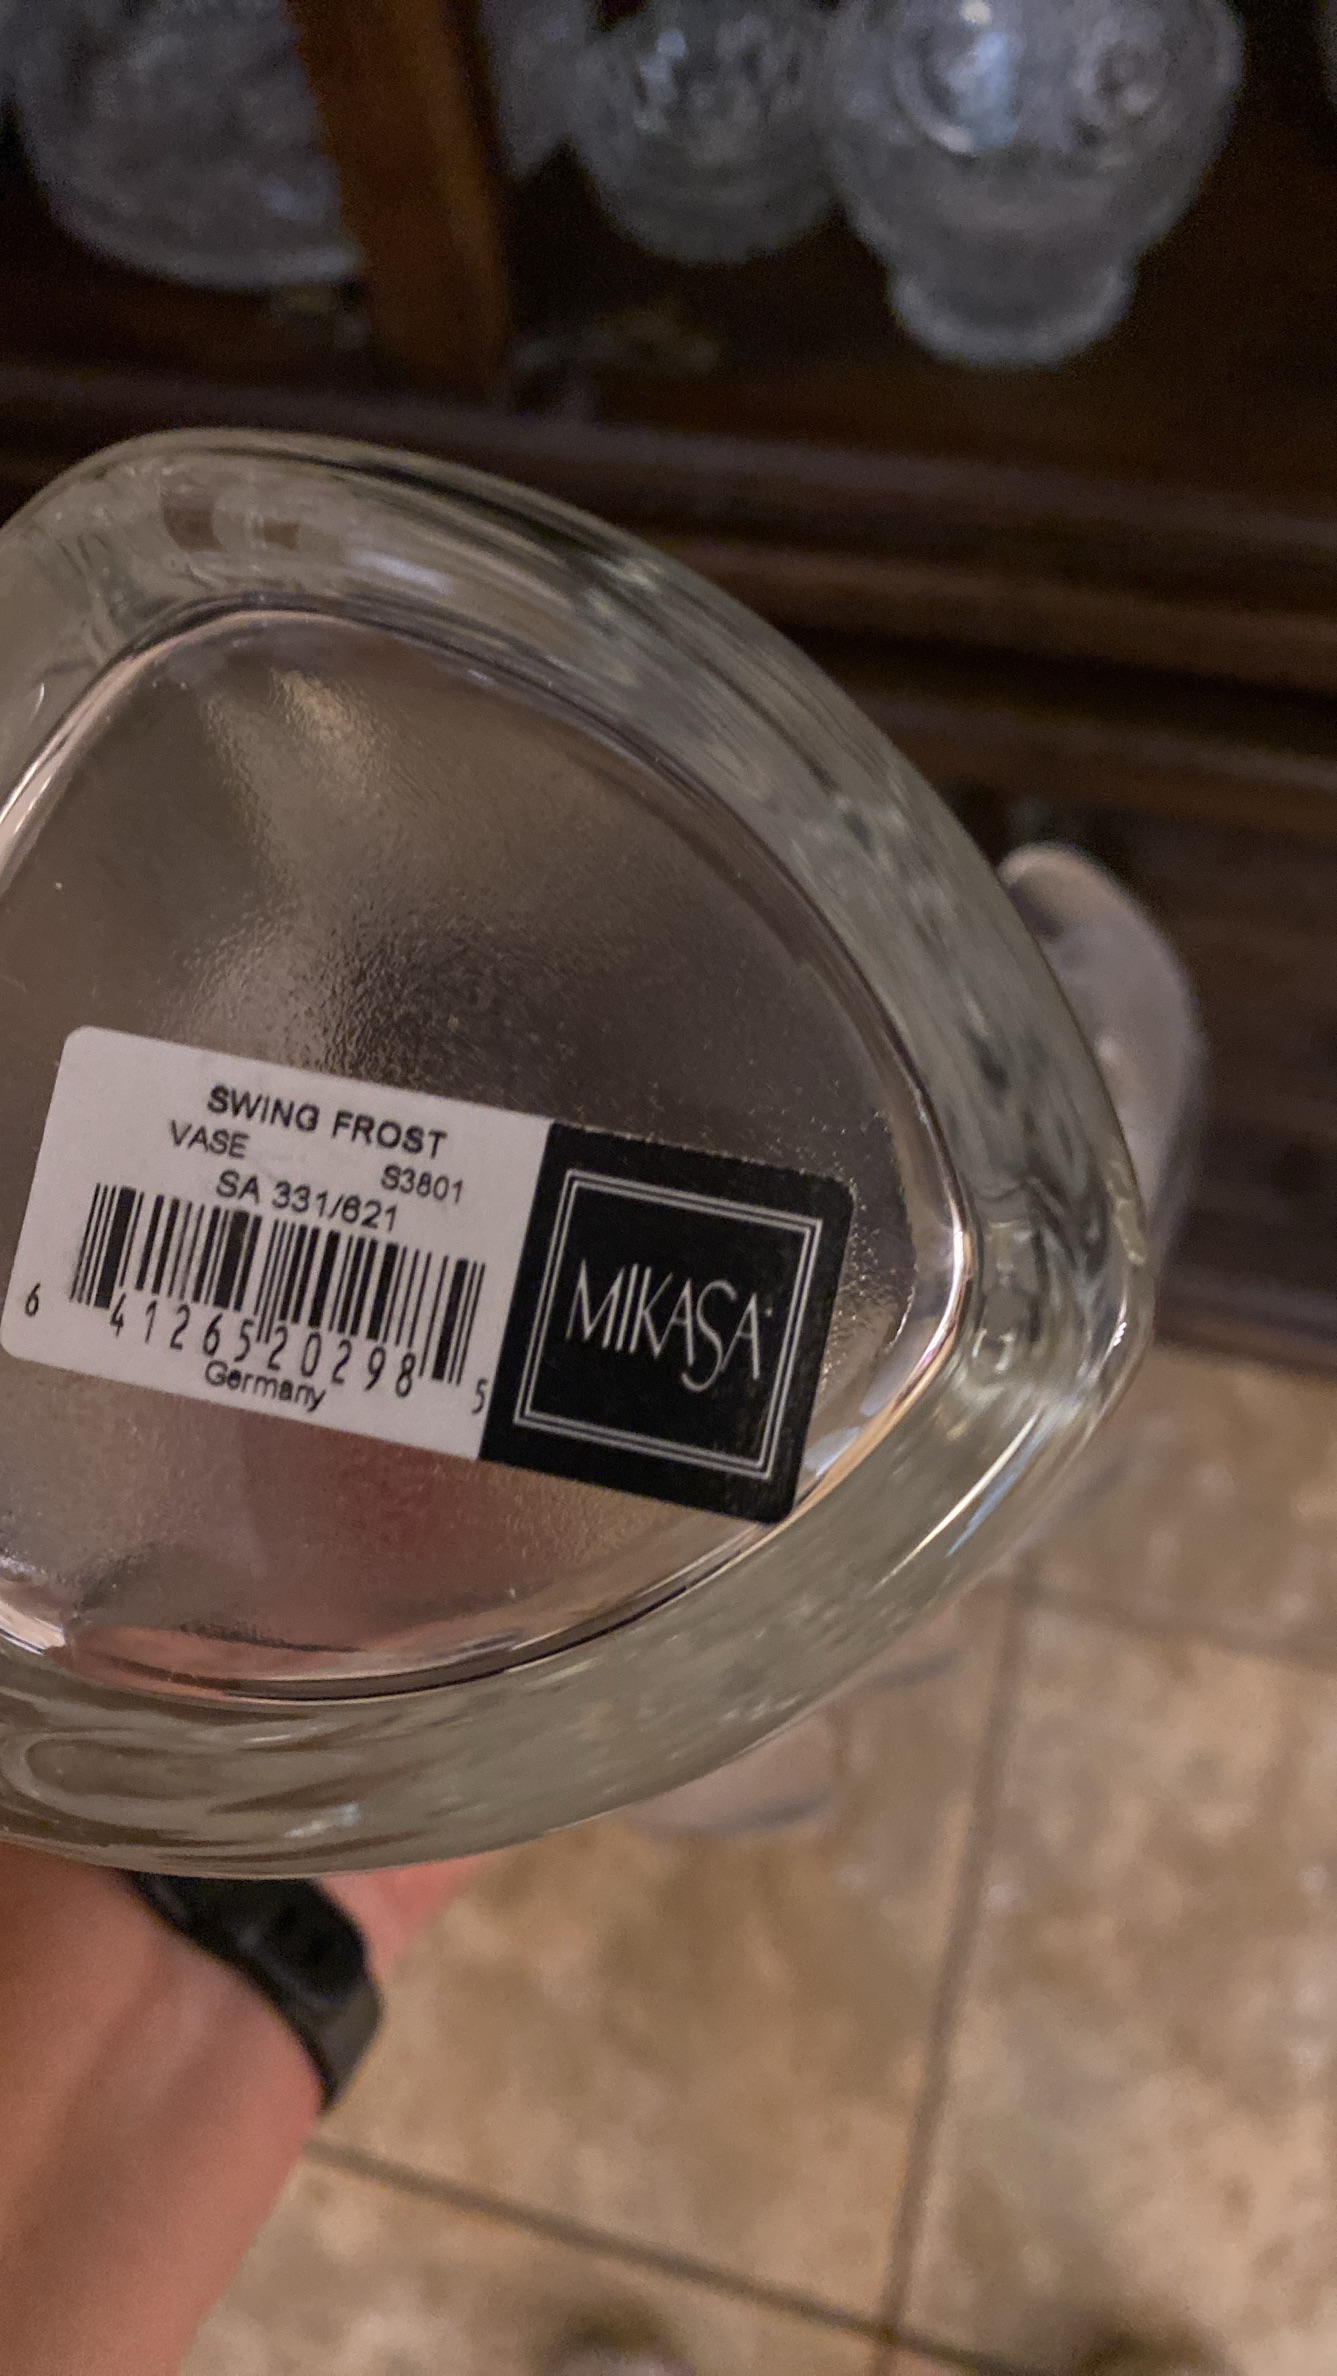 SWING FROST
VASE S3801
SA 331/621
6 41265 20298 5
Germany
MIKASA